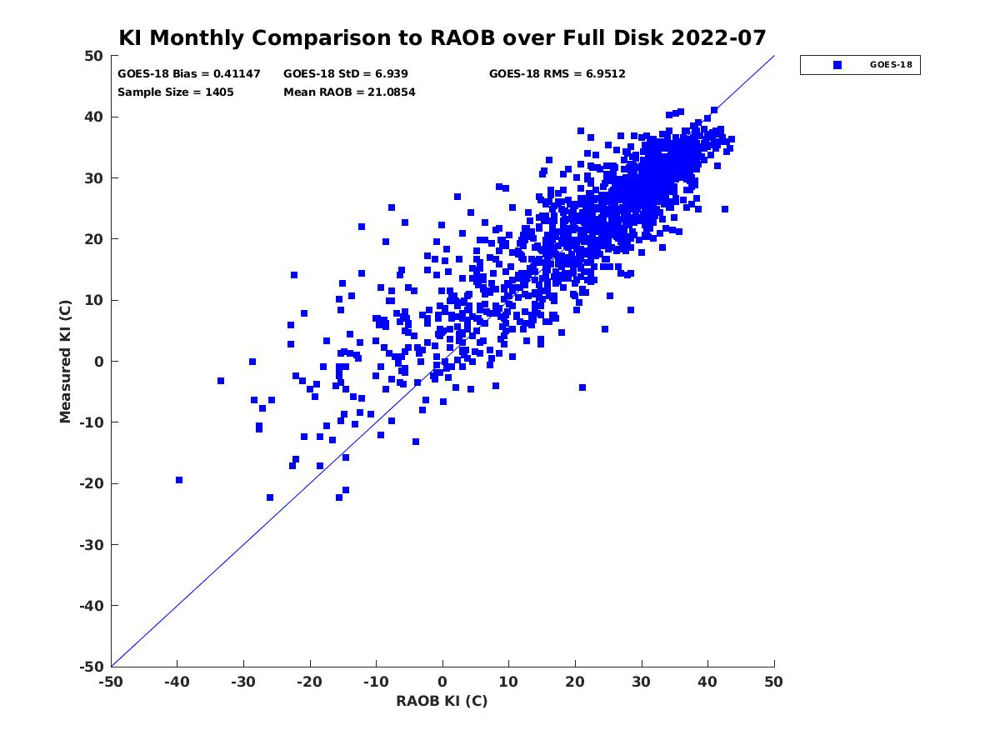 KI Monthly Comparison to RAOB over Full Disk 2022-07
GOES-18 Bias = 0.41147 GOES-18 StD = 6.939 GOES-18 RMS = 6.9512
Sample Size = 1405 Mean RAOB = 21.0854
GOES-18
50
40
30
20
10
0
-10
-20
-30
-40
-50
Measured KI (C)
-50 -40 -30 -20 -10 0 10 20 30 40 50
RAOB KI (C)